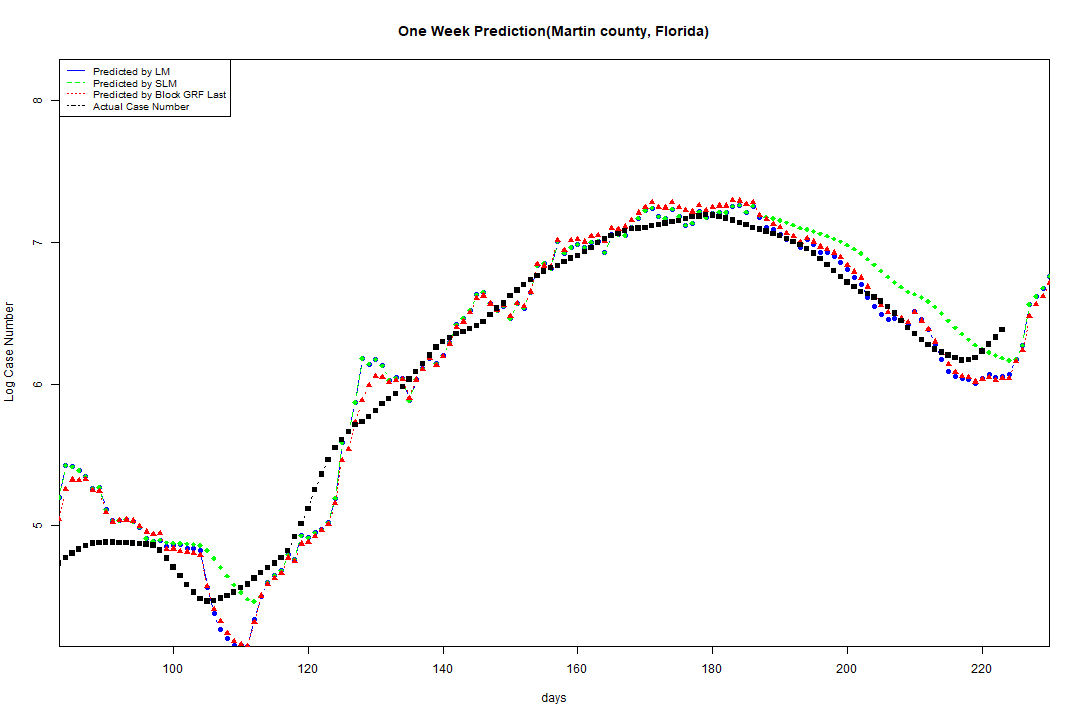 One Week Prediction(Martin county, Florida)
Predicted by LM
Predicted by SLM
Predicted by Block GRF Last
Actual Case Number
8
7
6
5
Log Case Number
100 120 140 160 180 200 220
days